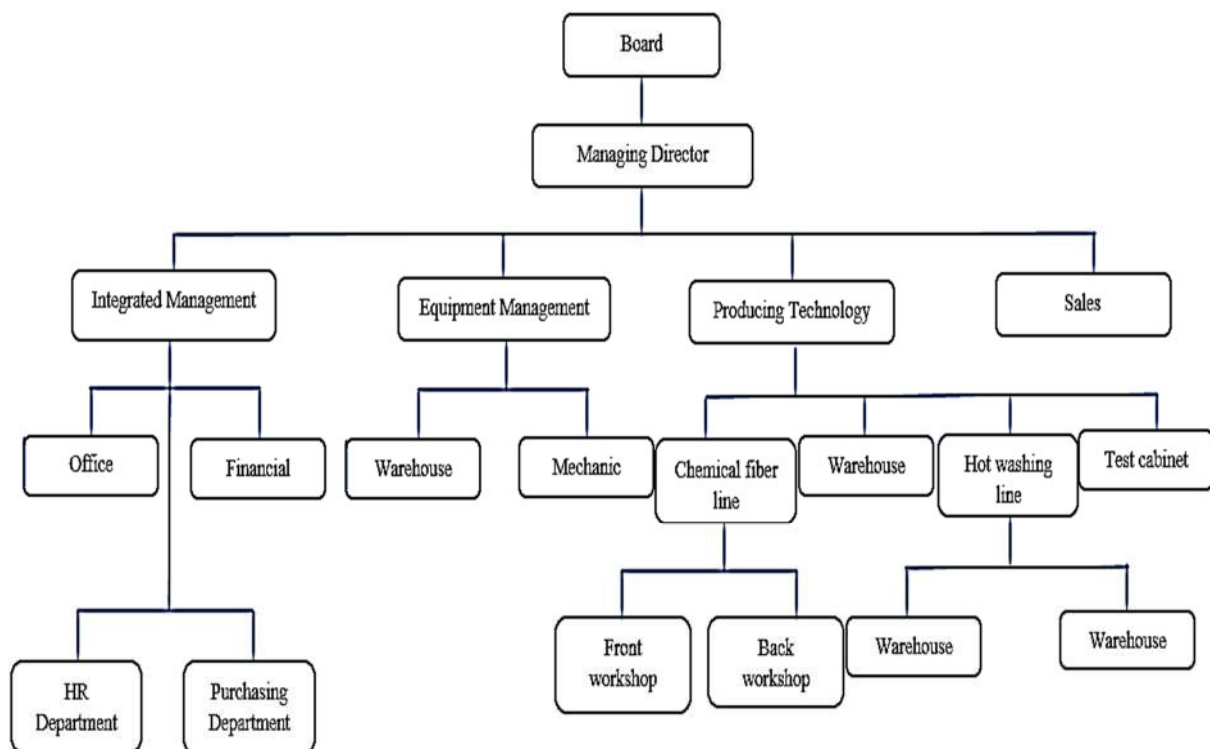 Board
Managing Director
Integrated Management
Equipment Management
Producing Technology
Sales
Office
Financial
Warehouse
Mechanic
Chemical fiber
line
Warehouse
Hot washing
line
Test cabinet
Front
workshop
Back
workshop
Warehouse
Warehouse
HR
Department
Purchasing
Department